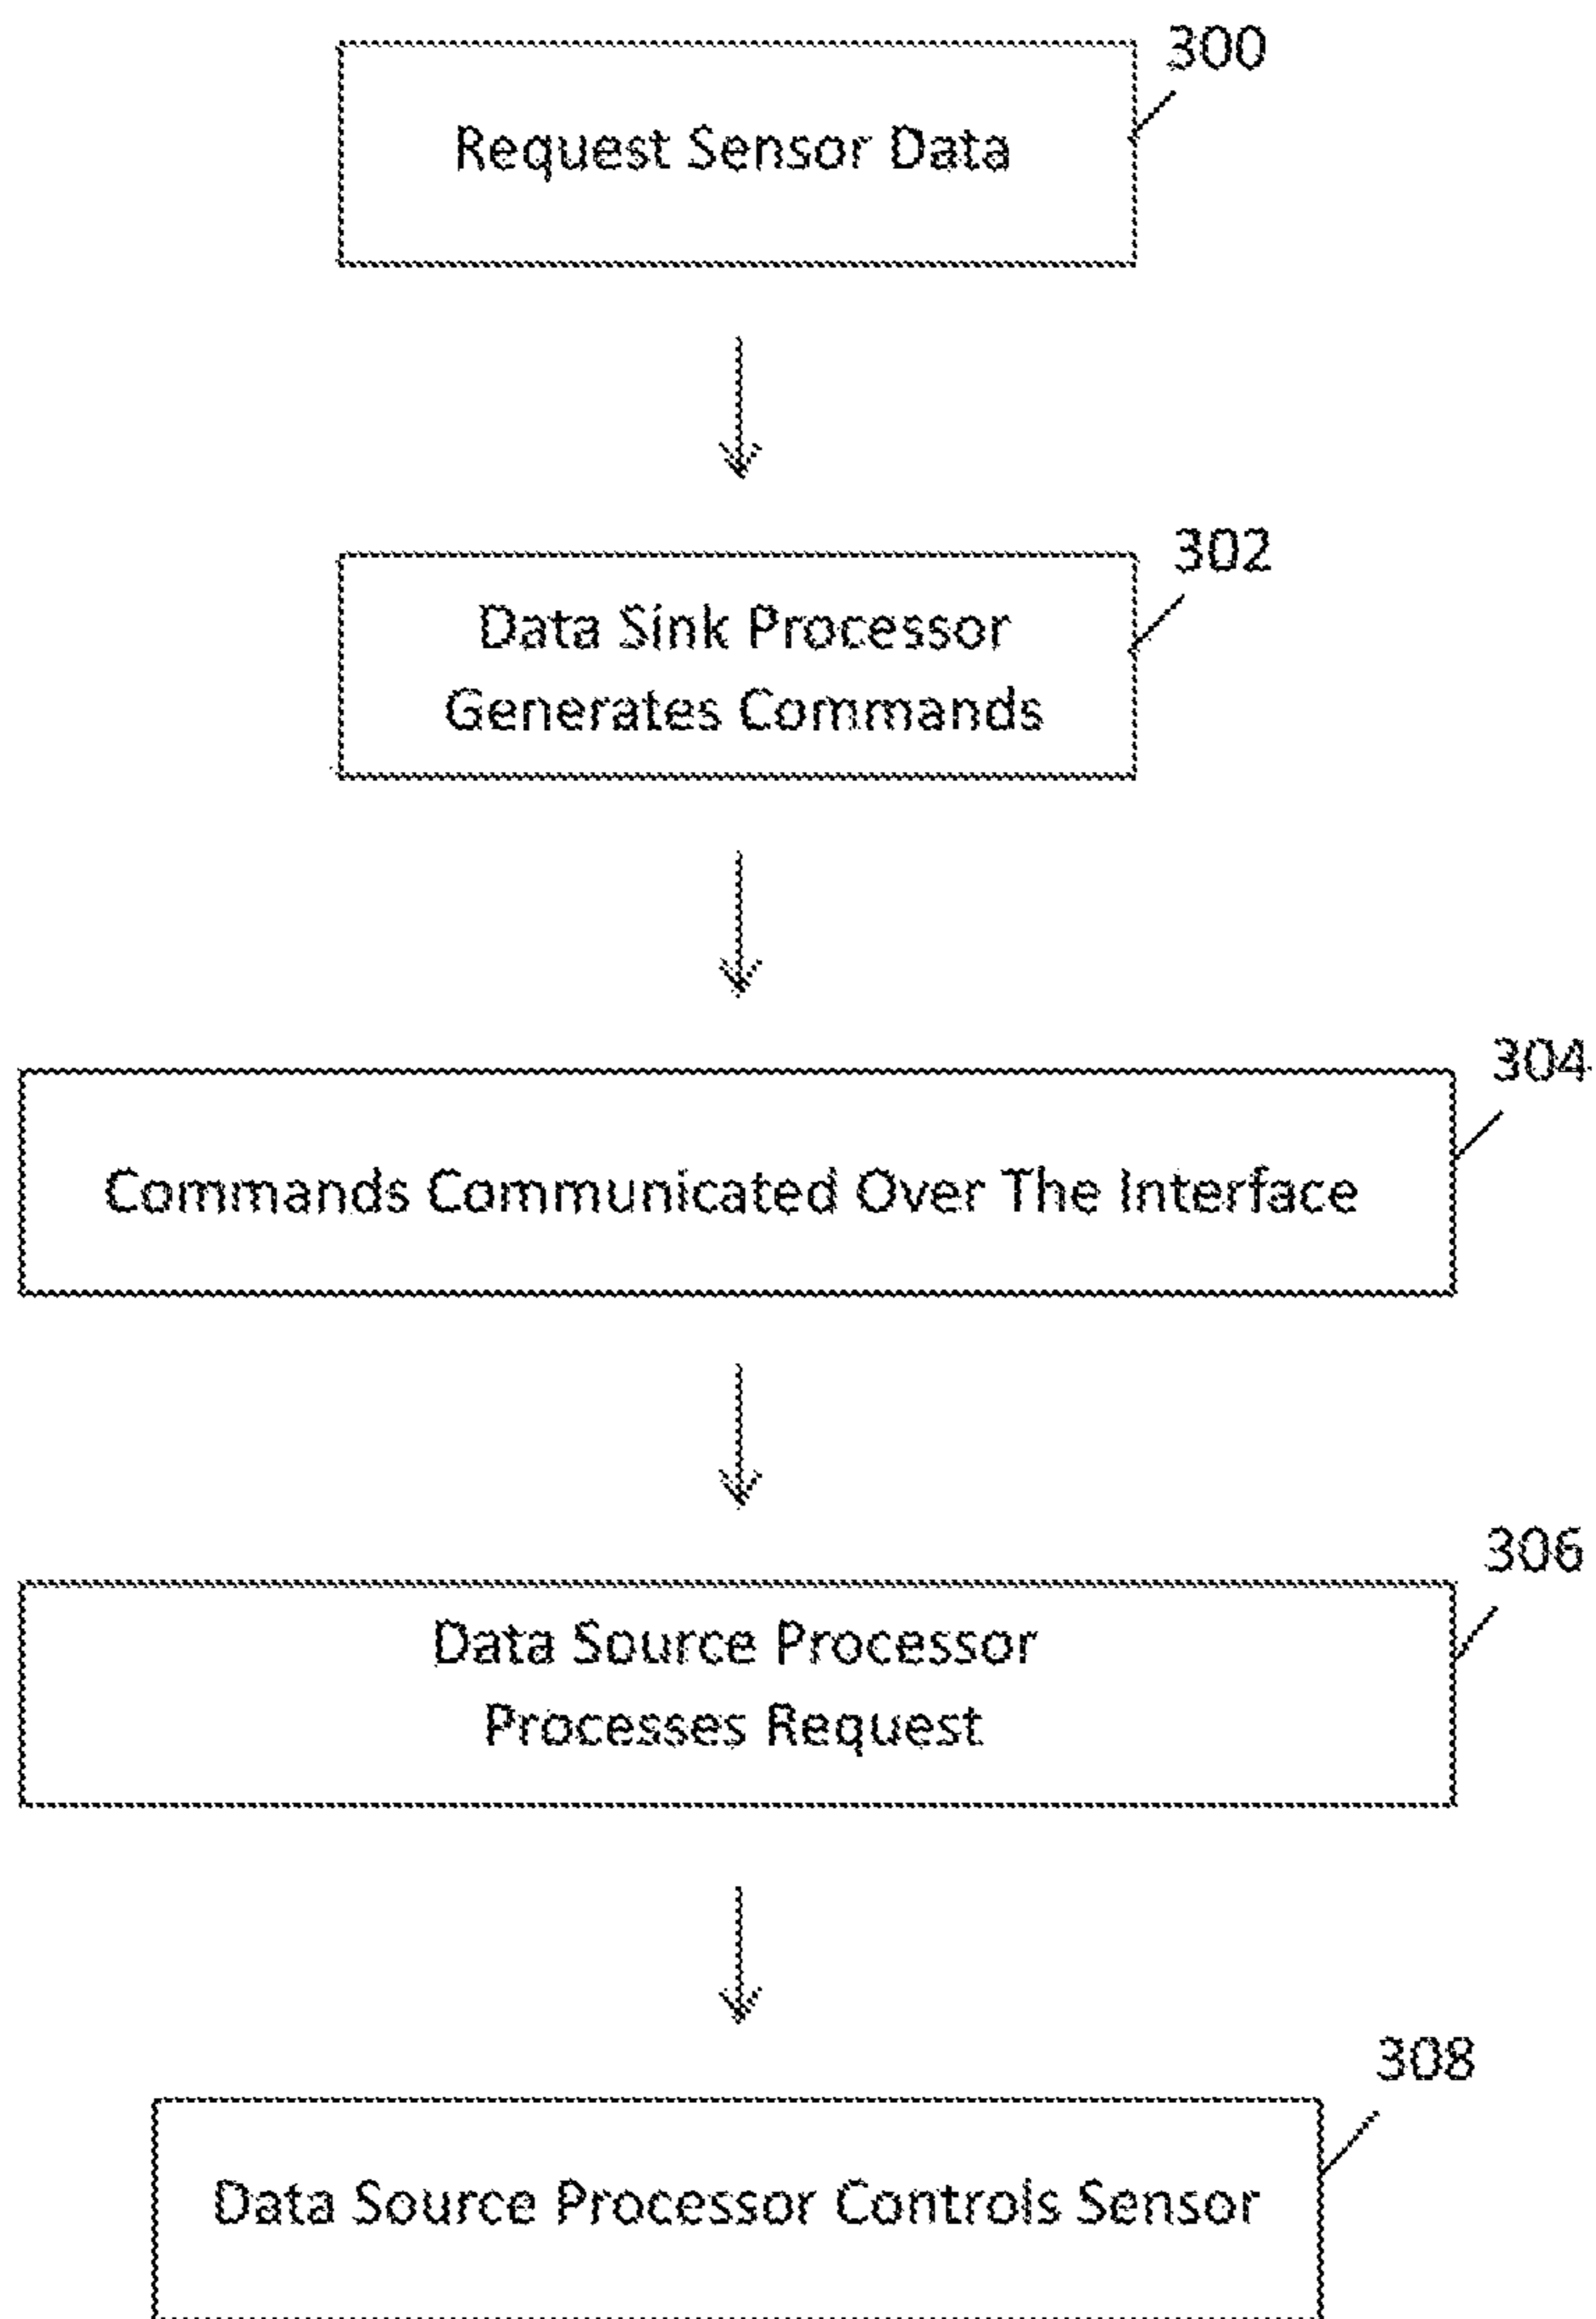 300
Request Sensor Data
302
Data Sink Processor
Generates Commands
304
Commands Communicated Over The Interface
306
Data Source Processor
Processes Request
308
Data Source Processor Controls Sensor